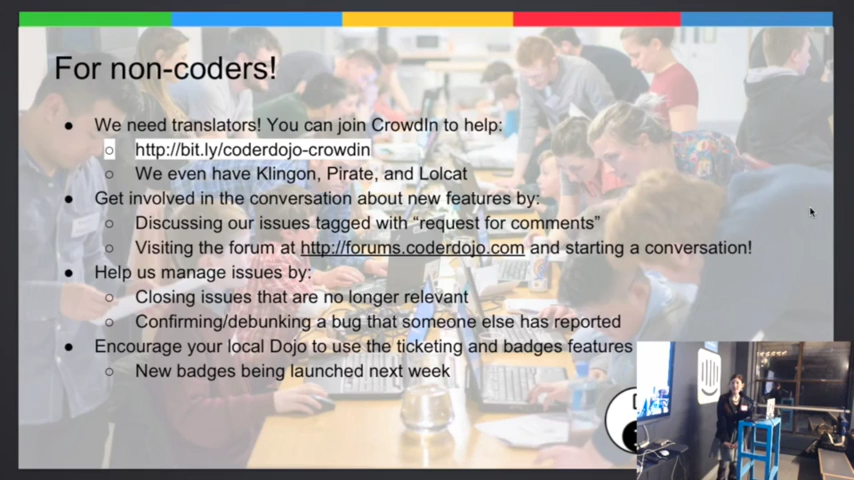 For non-coders!
● We need translators! You can join CrowdIn to help:
○ http://bit.ly/coderdojo-crowdin
○ We even have Klingon, Pirate, and Lolcat
● Get involved in the conversation about new features by:
○ Discussing our issues tagged with “request for comments”
○ Visiting the forum at http://forums.coderdojo.com and starting a conversation!
● Help us manage issues by:
○ Closing issues that are no longer relevant
○ Confirming/debunking a bug that someone else has reported
● Encourage your local Dojo to use the ticketing and badges features
○ New badges being launched next week